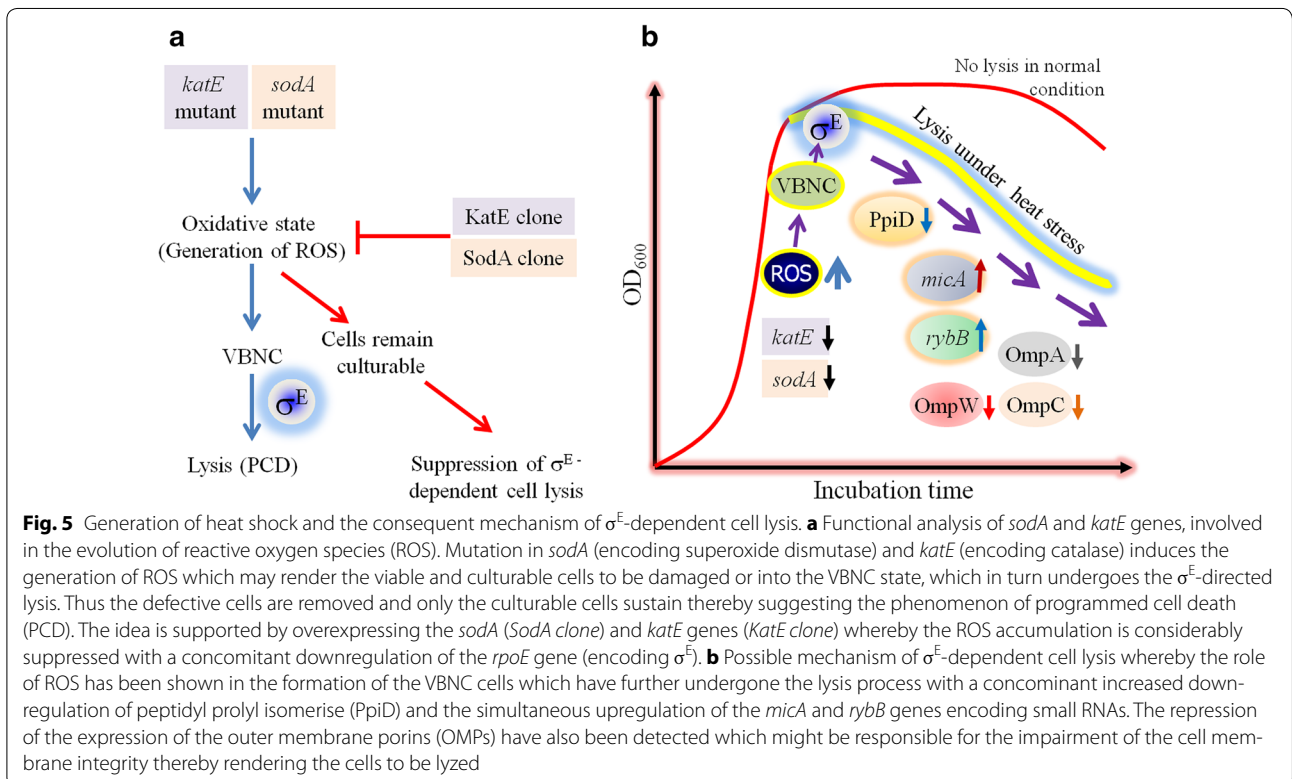 a
katE
mutant
sodA
mutant
Oxidative state
(Generation of ROS)
KatE clone
SodA clone
VBNC
Cells remain
culturable
σE
Lysis (PCD)
Suppression of σE-
dependent cell lysis
b
No lysis in normal
condition
σE
Lysis uunder heat stress
VBNC
PpiD
ROS
micA
OD600
katE
rybB
OmpA
sodA
OmpW
OmpC
Incubation time
Fig. 5 Generation of heat shock and the consequent mechanism of σE-dependent cell lysis. a Functional analysis of sodA and katE genes, involved
in the evolution of reactive oxygen species (ROS). Mutation in sodA (encoding superoxide dismutase) and katE (encoding catalase) induces the
generation of ROS which may render the viable and culturable cells to be damaged or into the VBNC state, which in turn undergoes the σE-directed
lysis. Thus the defective cells are removed and only the culturable cells sustain thereby suggesting the phenomenon of programmed cell death
(PCD). The idea is supported by overexpressing the sodA (SodA clone) and katE genes (KatE clone) whereby the ROS accumulation is considerably
suppressed with a concomitant downregulation of the rpoE gene (encoding σE). b Possible mechanism of σE-dependent cell lysis whereby the role
of ROS has been shown in the formation of the VBNC cells which have further undergone the lysis process with a concominant increased down-
regulation of peptidyl prolyl isomerise (PpiD) and the simultaneous upregulation of the micA and rybB genes encoding small RNAs. The repression
of the expression of the outer membrane porins (OMPs) have also been detected which might be responsible for the impairment of the cell mem-
brane integrity thereby rendering the cells to be lyzed